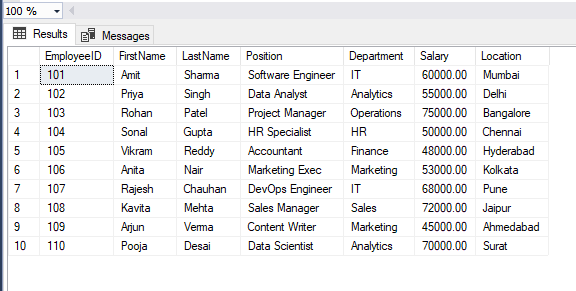 100 %
Results Messages
EmployeeID FirstName LastName Position Department Salary Location
1 101 Amit Sharma Software Engineer IT 60000.00 Mumbai
2 102 Priya Singh Data Analyst Analytics 55000.00 Delhi
3 103 Rohan Patel Project Manager Operations 75000.00 Bangalore
4 104 Sonal Gupta HR Specialist HR 50000.00 Chennai
5 105 Vikram Reddy Accountant Finance 48000.00 Hyderabad
6 106 Anita Nair Marketing Exec Marketing 53000.00 Kolkata
7 107 Rajesh Chauhan DevOps Engineer IT 68000.00 Pune
8 108 Kavita Mehta Sales Manager Sales 72000.00 Jaipur
9 109 Arjun Verma Content Writer Marketing 45000.00 Ahmedabad
10 110 Pooja Desai Data Scientist Analytics 70000.00 Surat